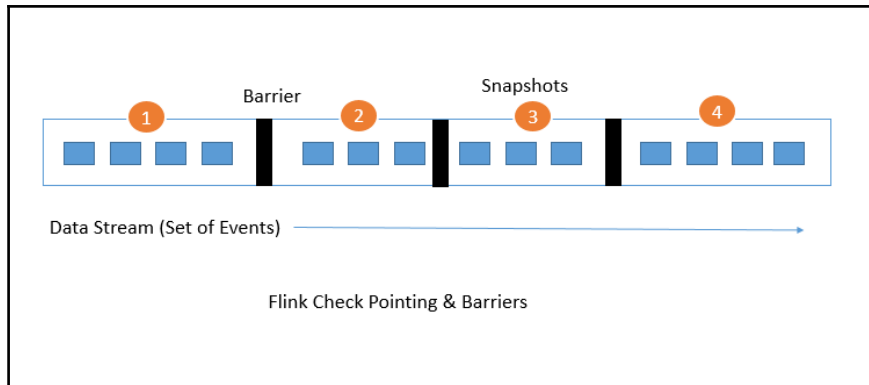 Snapshots
Barrier
1
2
3
4
Data Stream (Set of Events)
Flink Check Pointing & Barriers